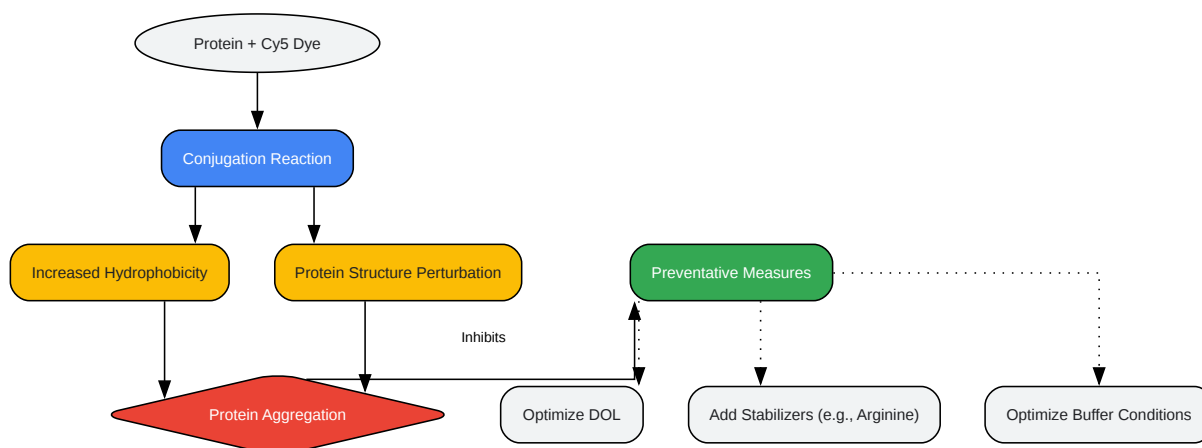 Protein + Cy5 Dye
Conjugation Reaction
Increased Hydrophobicity
Protein Structure Perturbation
Preventative Measures
Inhibits
Protein Aggregation
Optimize DOL
Add Stabilizers (e.g., Arginine)
Optimize Buffer Conditions